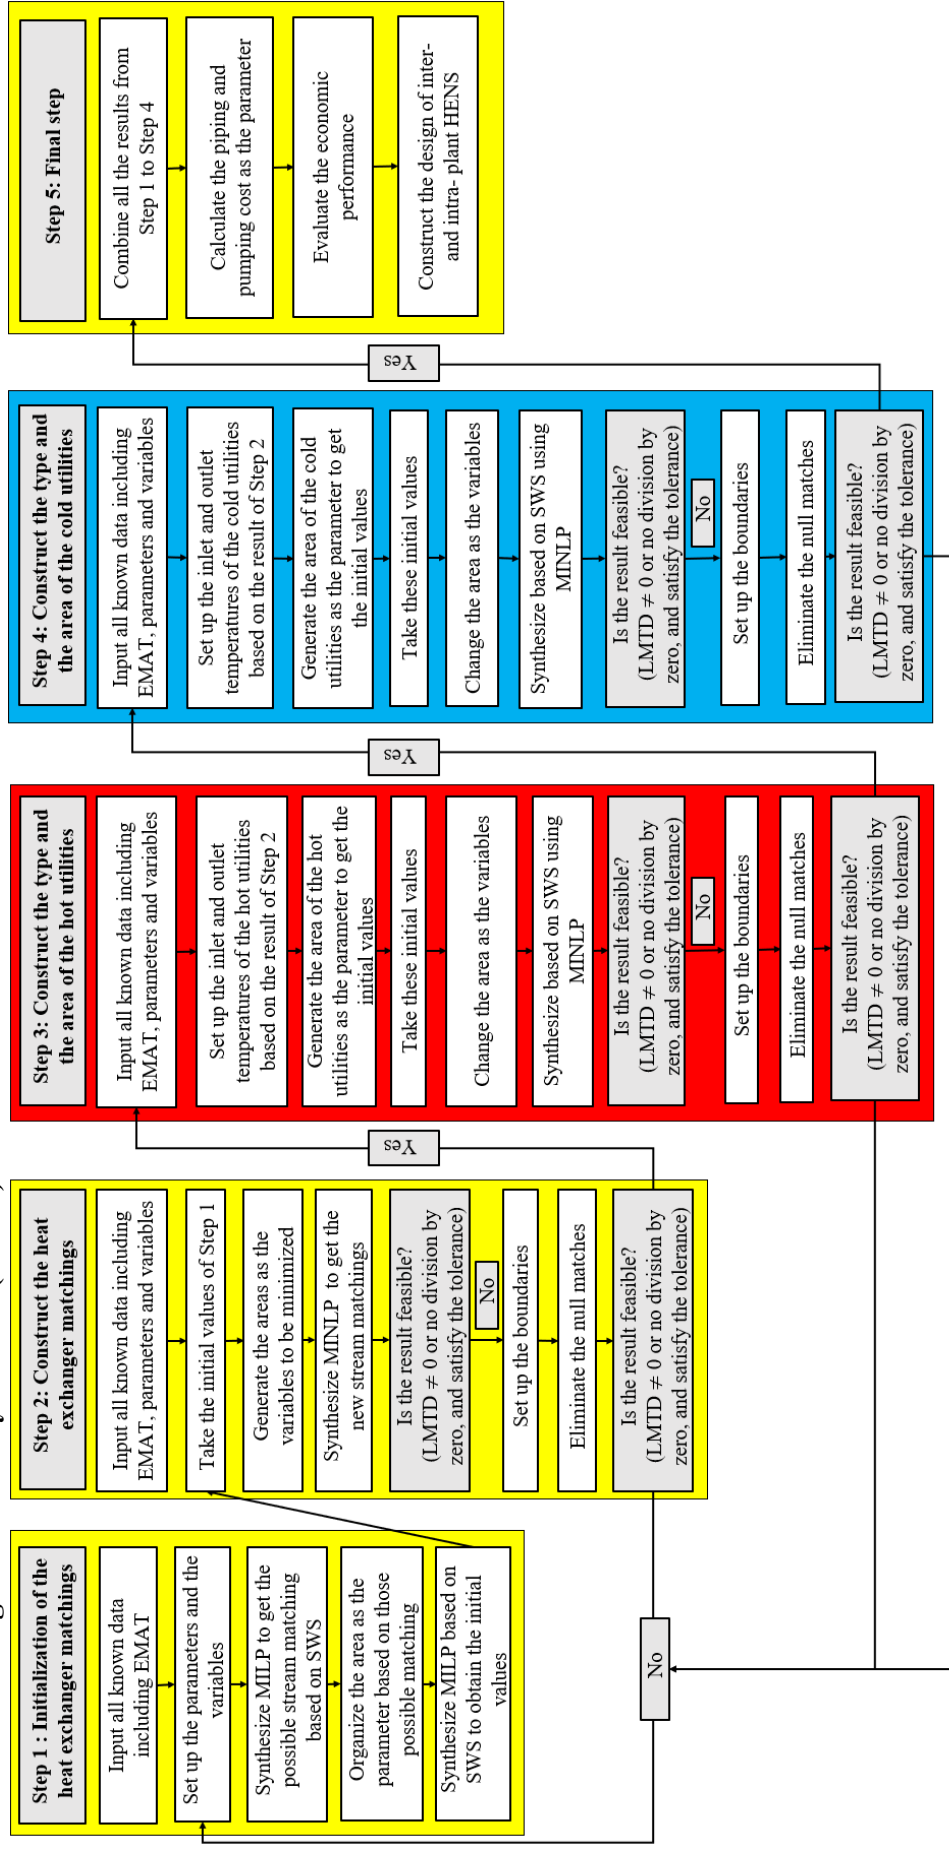 Step 1 : Initialization of the
heat exchanger matchings
Input all known data
including EMAT
Set up the parameters and the
variables
Synthesize MILP to get the
possible stream matching
based on SWS
Organize the area as the
parameter based on those
possible matching
Synthesize MILP based on
SWS to obtain the initial
values
No
Step 2: Construct the heat
exchanger matchings
Input all known data including
EMAT, parameters and variables
Take the initial values of Step 1
Generate the areas as the
variables to be minimized
Synthesize MNLP to get the
new stream matchings
Is the result feasible?
(LMTD ≠ 0 or no division by
zero, and satisfy the tolerance)
No
Set up the boundaries
Eliminate the null matches
Is the result feasible?
(LMTD ≠ 0 or no division by
zero, and satisfy the tolerance)
Yes
Step 3: Construct the type and
the area of the hot utilities
Input all known data including
EMAT, parameters and variables
Set up the inlet and outlet
temperatures of the hot utilities
based on the result of Step 2
Generate the area of the hot
utilities as the parameter to get the
initial values
Take these initial values
Change the area as the variables
Synthesize based on SWS using
MINLP
Is the result feasible?
(LMTD ≠ 0 or no division by
zero, and satisfy the tolerance)
No
Set up the boundaries
Eliminate the null matches
Is the result feasible?
(LMTD ≠ 0 or no division by
zero, and satisfy the tolerance)
Yes
Step 4: Construct the type and
the area of the cold utilities
Input all known data including
EMAT, parameters and variables
Set up the inlet and outlet
temperatures of the cold utilities
based on the result of Step 2
Generate the area of the cold
utilities as the parameter to get
the initial values
Take these initial values
Change the area as the variables
Synthesize based on SWS using
MINLP
Is the result feasible?
(LMTD ≠ 0 or no division by
zero, and satisfy the tolerance)
No
Set up the boundaries
Eliminate the null matches
Is the result feasible?
(LMTD ≠ 0 or no division by
zero, and satisfy the tolerance)
Yes
Step 5: Final step
Combine all the results from
Step 1 to Step 4
Calculate the piping and
pumping cost as the parameter
Evaluate the economic
performance
Construct the design of inter-
and intra- plant HENS